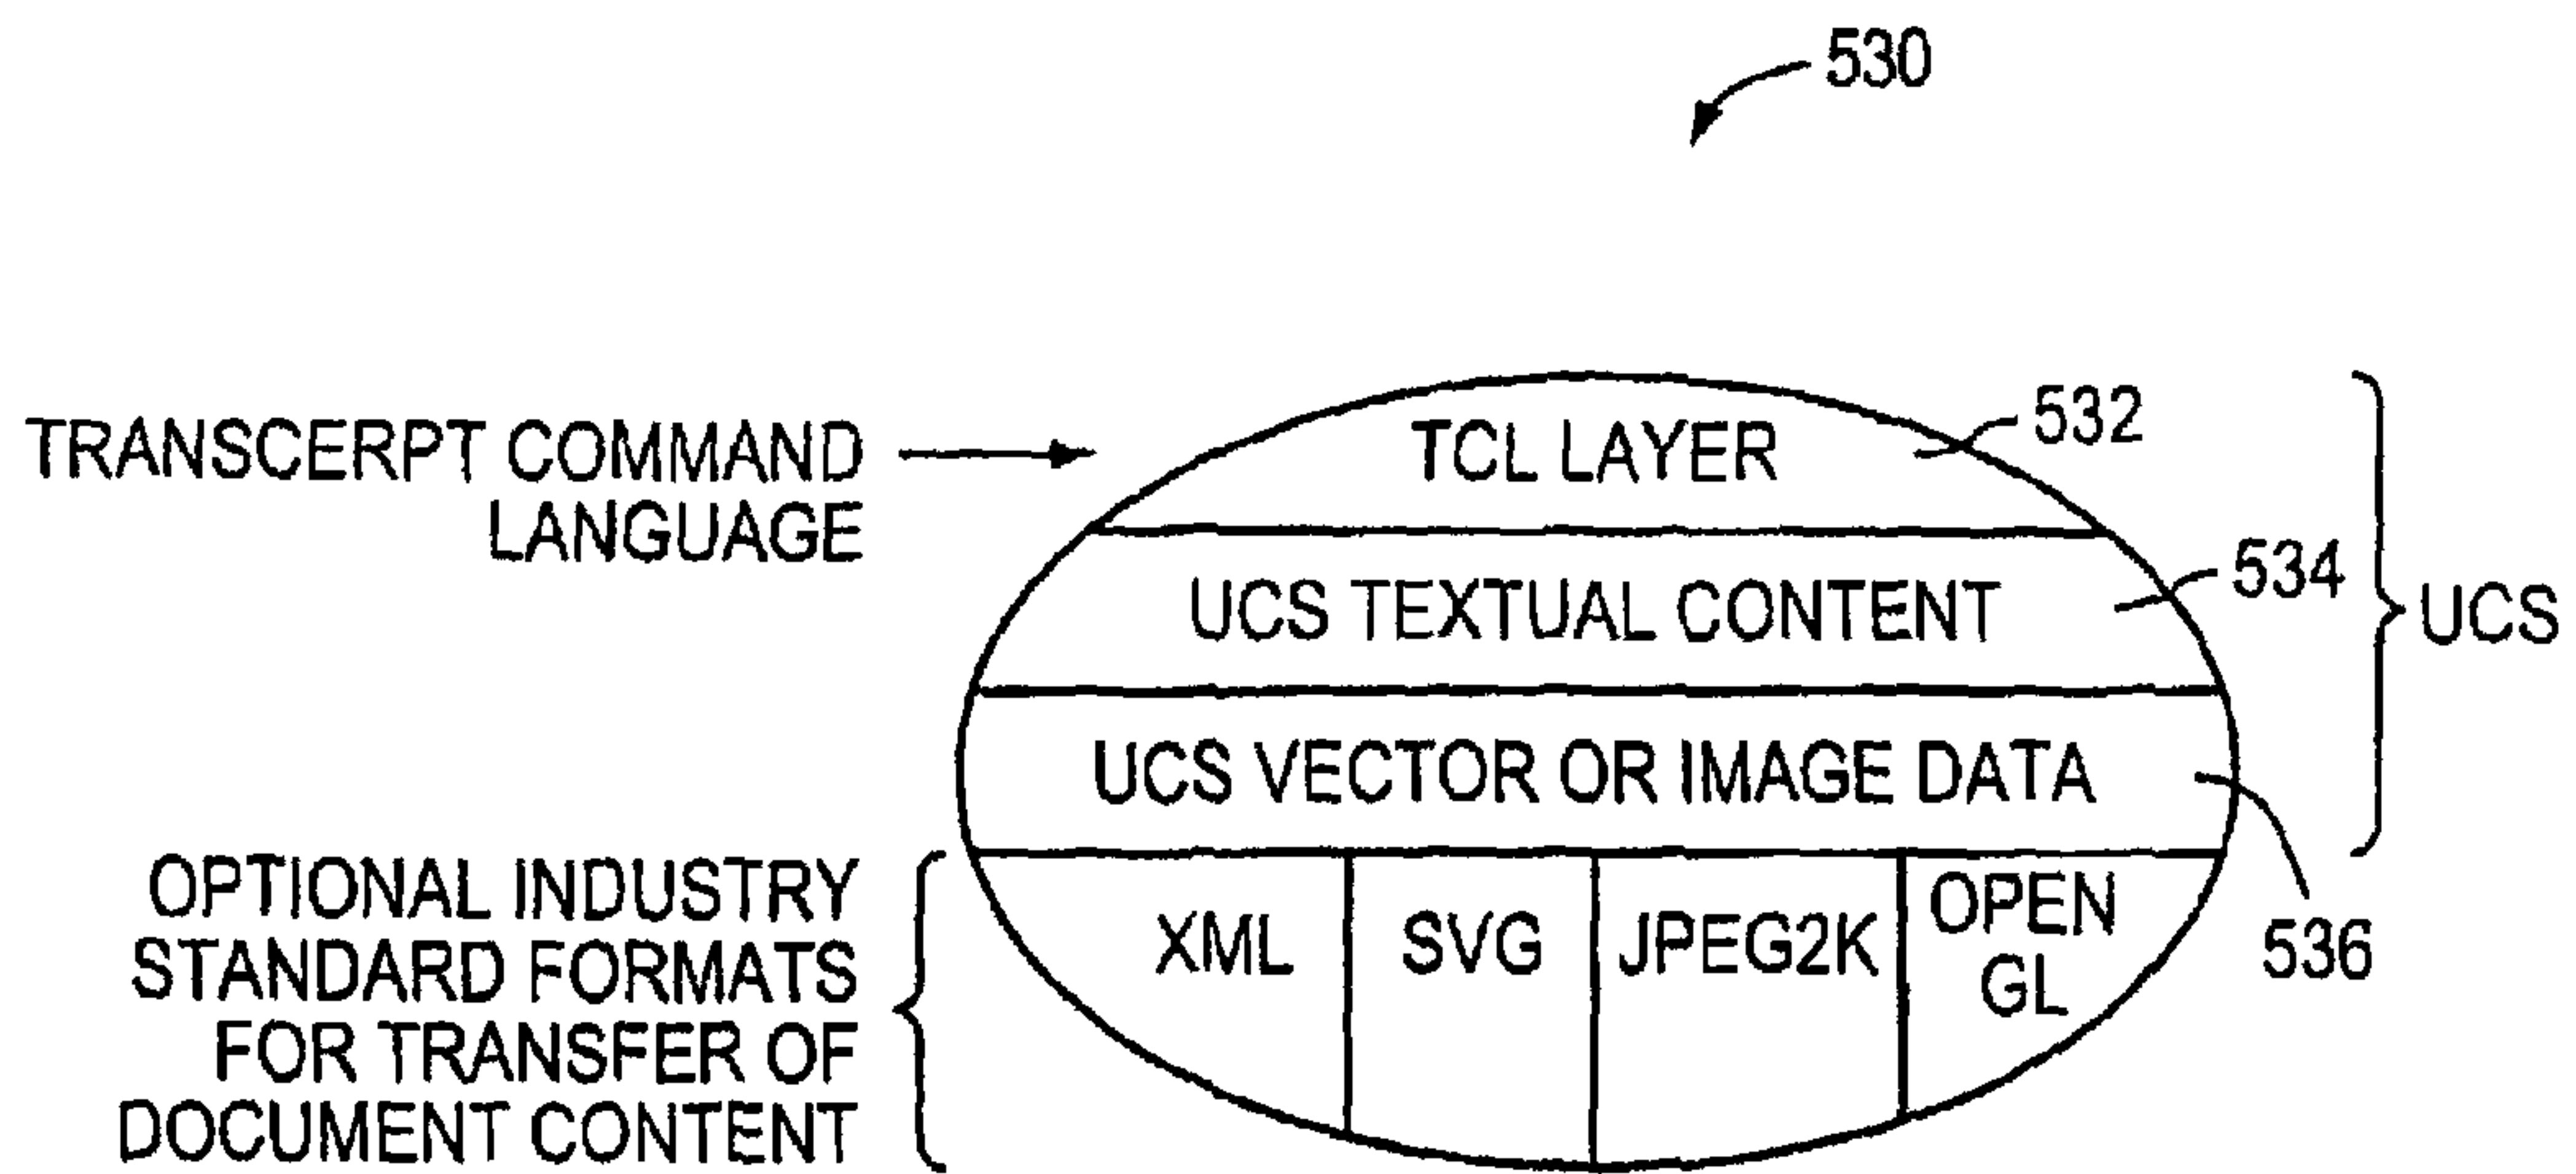 530
TRANSCERPT COMMAND
LANGUAGE
TCL LAYER
532
UCS TEXTUAL CONTENT
534
UCS
UCS VECTOR OR IMAGE DATA
536
OPTIONAL INDUSTRY
STANDARD FORMATS
FOR TRANSFER OF
DOCUMENT CONTENT
XML
SVG
JPEG2K
OPEN
GL